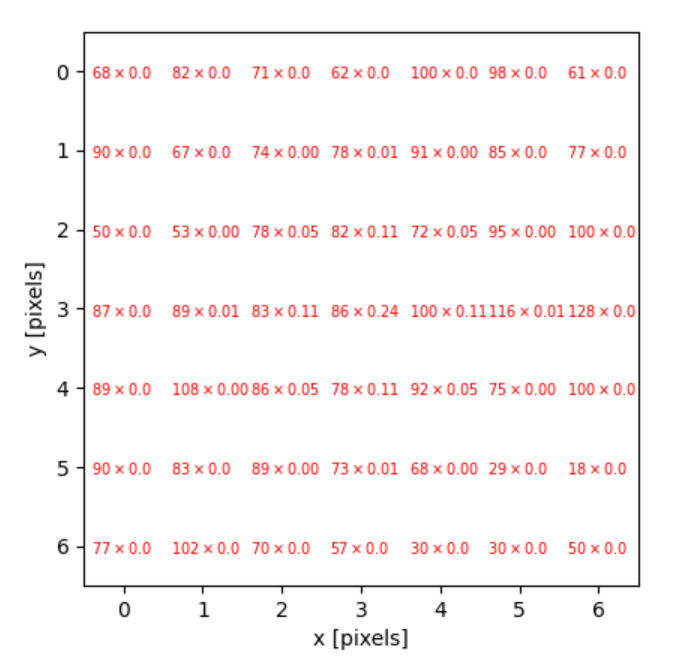 0 68 × 0.0 82 × 0.0 71 × 0.0 62 × 0.0 100 × 0.0 98 × 0.0 61 × 0.0
1 90 × 0.0 67 × 0.0 74 × 0.00 78 × 0.01 91 × 0.00 85 × 0.0 77 × 0.0
2 50 × 0.0 53 × 0.00 78 × 0.05 82 × 0.11 72 × 0.05 95 × 0.00 100 × 0.0
3 87 × 0.0 89 × 0.01 83 × 0.11 86 × 0.24 100 × 0.11 116 × 0.01 128 × 0.0
4 89 × 0.0 108 × 0.00 86 × 0.05 78 × 0.11 92 × 0.05 75 × 0.00 100 × 0.0
5 90 × 0.0 83 × 0.0 89 × 0.00 73 × 0.01 68 × 0.00 29 × 0.0 18 × 0.0
6 77 × 0.0 102 × 0.0 70 × 0.0 57 × 0.0 30 × 0.0 30 × 0.0 50 × 0.0
0 1 2 3 4 5 6
x [pixels]
y [pixels]